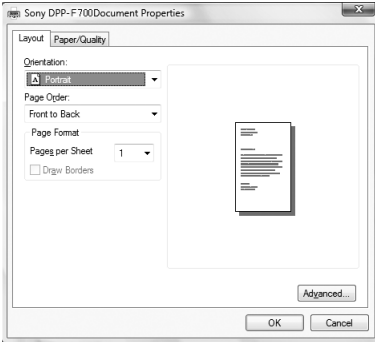 Sony DPP-F700Document Properties
Layout Paper/Quality
Orientation:
A Portrait
Page Order:
Front to Back
Page Format
Pages per Sheet 1
Draw Borders
Advanced...
OK Cancel